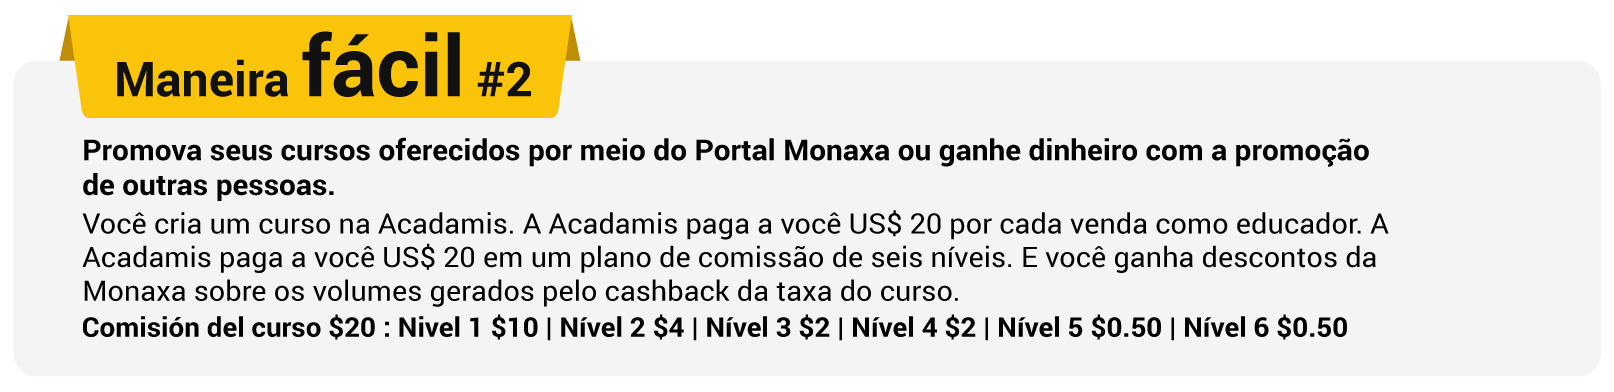 Maneira fácil #2
Promova seus cursos oferecidos por meio do Portal Monaxa ou ganhe dinheiro com a promoção
de outras pessoas.
Você cria um curso na Acadamis. A Acadamis paga a você US$ 20 por cada venda como educador. A
Acadamis paga a você US$ 20 em um plano de comissão de seis níveis. E você ganha descontos da
Monaxa sobre os volumes gerados pelo cashback da taxa do curso.
Comisión del curso $20 : Nivel 1 $10 | Nível 2 $4 | Nível 3 $2 | Nível 4 $2 | Nível 5 $0.50 | Nível 6 $0.50